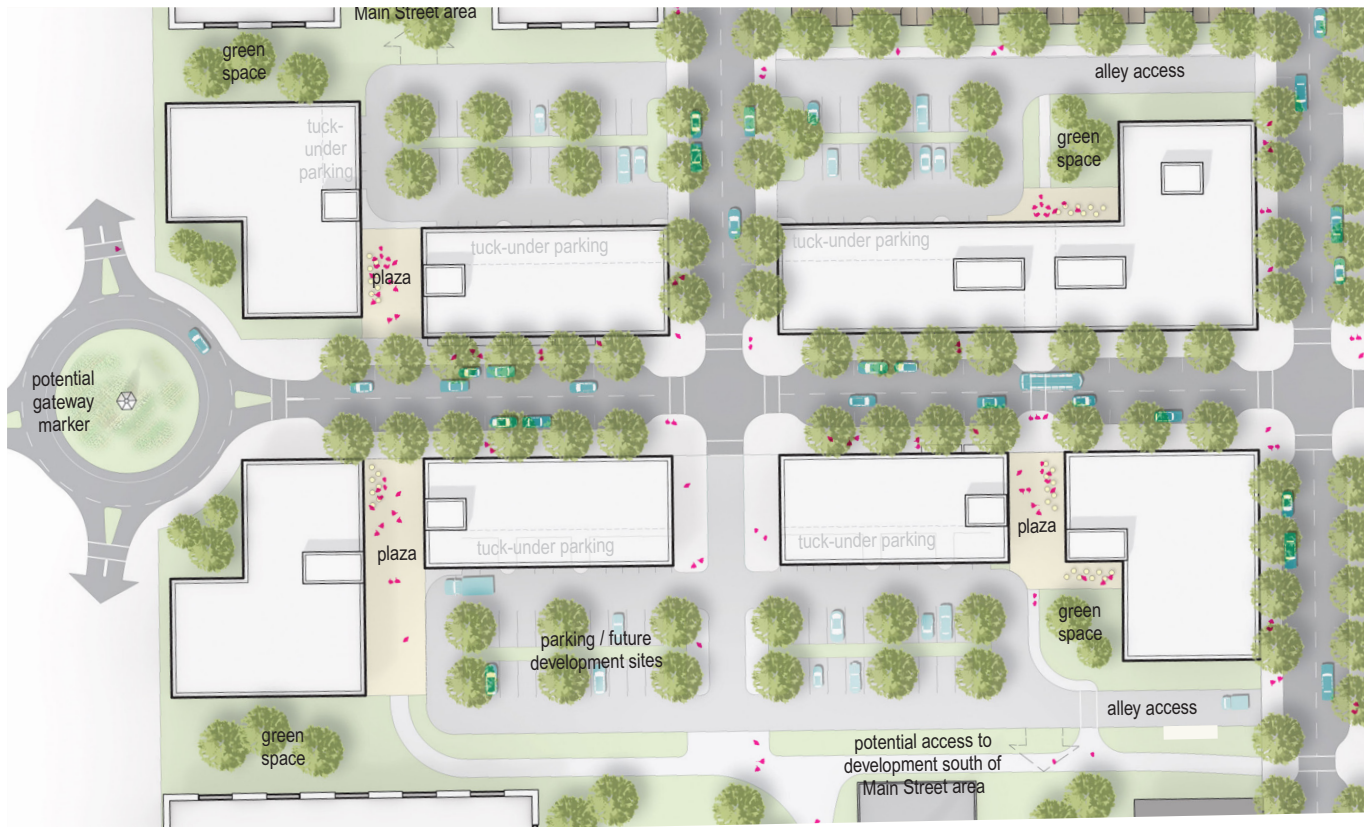 Main Street area
green
space
alley access
tuck-
under
parking
green
space
tuck-under parking
tuck-under parking
plaza
potential
gateway
marker
plaza
plaza
tuck-under parking
tuck-under parking
green
space
parking / future
development sites
alley access
green
space
potential access to
development south of
Main Street area